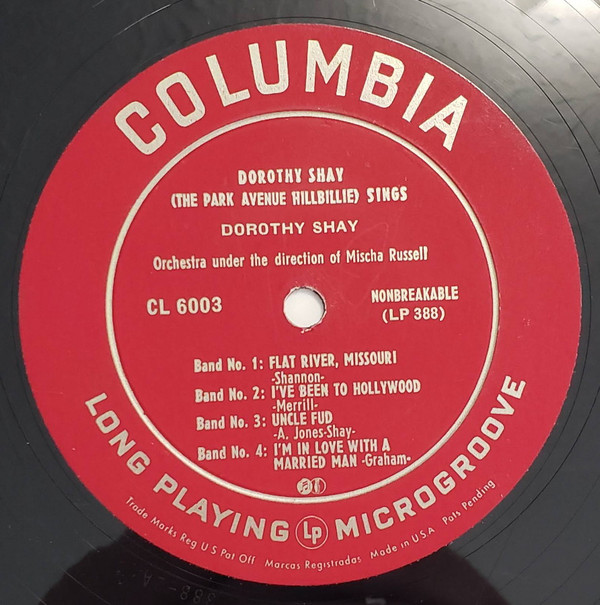 COLUMBIA
DOROTHY SHAY
(THE PARK AVENUE HILLBILLIE) SINGS
DOROTHY SHAY
Orchestra under the direction of Mischa Russell
CL 6003
NONBREAKABLE
(LP 388)
Band No. 1: FLAT RIVER, MISSOURI
-Shannon-
Band No. 2: I'VE BEEN TO HOLLYWOOD
-Merrill-
Band No. 3: UNCLE FUD
-A. Jones-Shay-
Band No. 4: I'M IN LOVE WITH A
MARRIED MAN -Graham-
LONG PLAYING Lp MICROGROOVE
Trade Marks Reg U S Pat Off Marcas Registradas Made in U.S.A Pats Pending